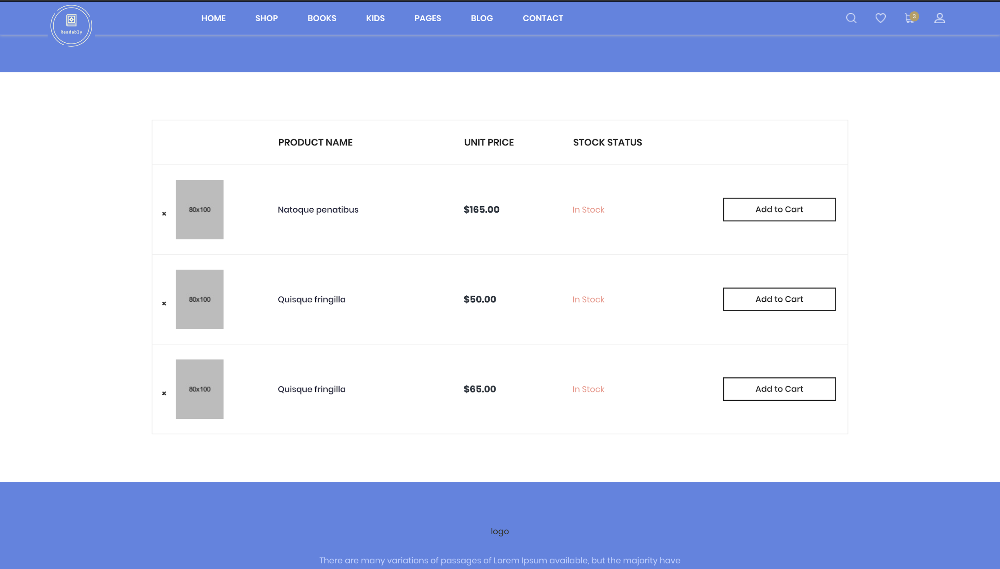 Readably
HOME SHOP BOOKS KIDS PAGES BLOG CONTACT 3
PRODUCT NAME UNIT PRICE STOCK STATUS
80x100 Natoque penatibus $165.00 In Stock Add to Cart
80x100 Quisque fringilla $50.00 In Stock Add to Cart
80x100 Quisque fringilla $65.00 In Stock Add to Cart
logo
There are many variations of passages of Lorem Ipsum available, but the majority have